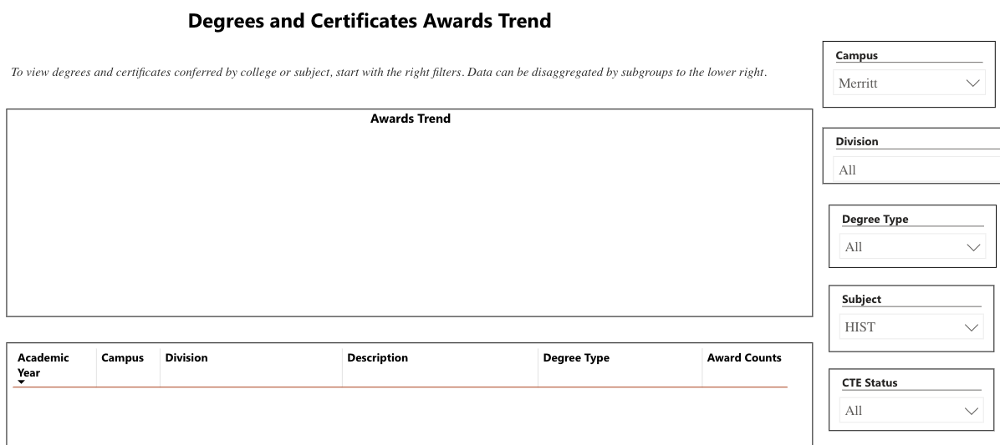 Degrees and Certificates Awards Trend
To view degrees and certificates conferred by college or subject, start with the right filters. Data can be disaggregated by subgroups to the lower right.
Campus
Merritt
Division
All
Degree Type
All
Subject
HIST
CTE Status
All
Awards Trend
Academic Year Campus Division Description Degree Type Award Counts